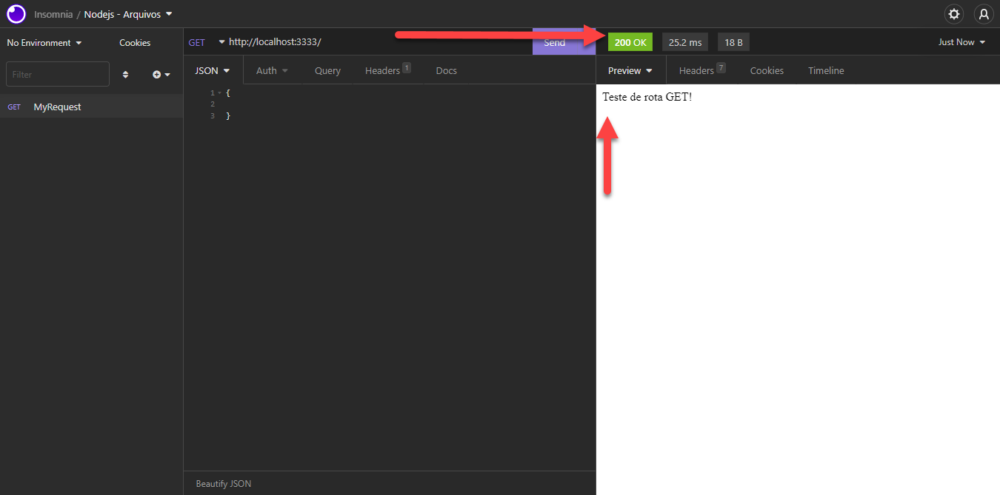 Insomnia / Nodejs - Arquivos
No Environment
Cookies
GET
http://localhost:3333/
Send
200 OK
25.2 ms
18 B
Just Now
Filter
JSON
Auth
Query
Headers 1
Docs
Preview
Headers 7
Cookies
Timeline
GET MyRequest
1 {
2
3 }
Teste de rota GET!
Beautify JSON